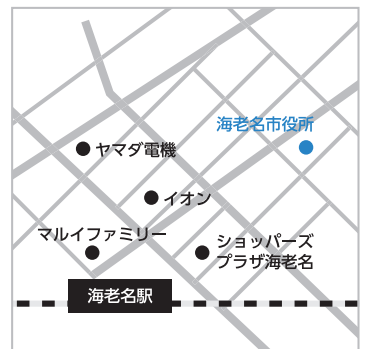 海老名市役所
ヤマダ電機
イオン
マルイファミリー
ショッパーズ
プラザ海老名
海老名駅